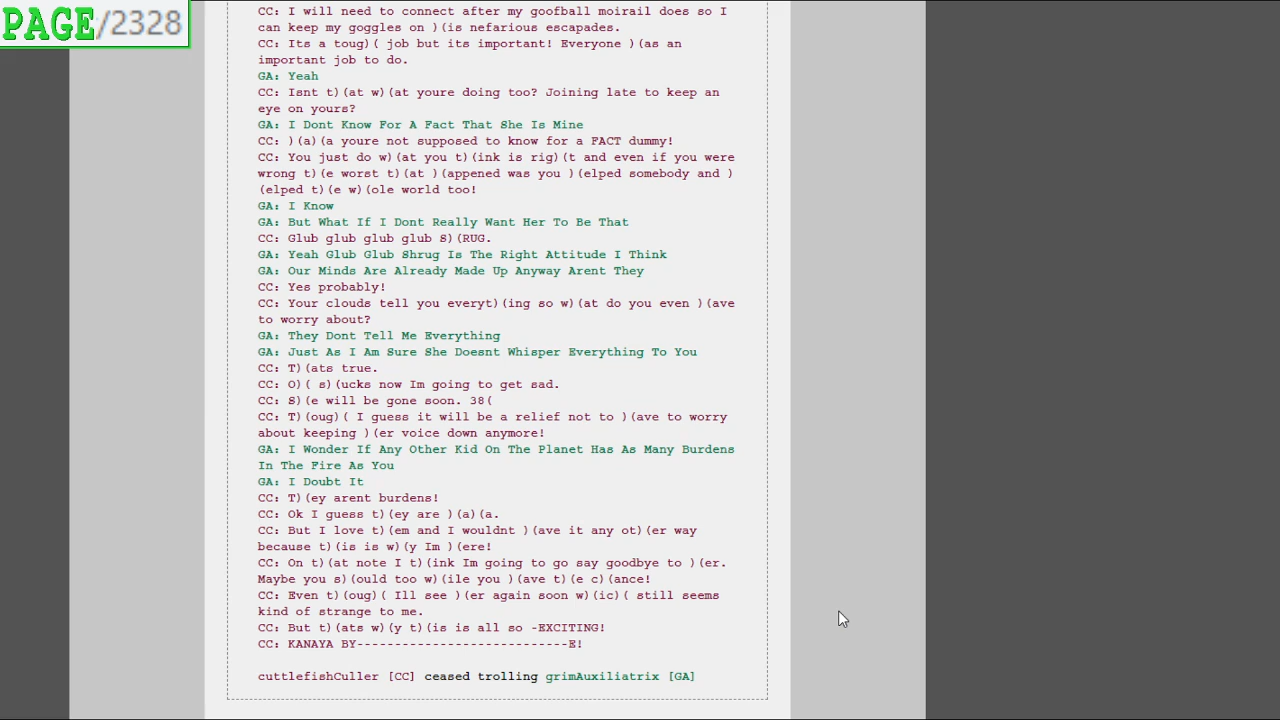 PAGE/2328
CC: I will need to connect after my goofball moirail does so I
can keep my goggles on )(is nefarious escapades.
CC: Its a toug)( job but its important! Everyone )(as an
important job to do.
GA: Yeah
CC: Isnt t)(at w)(at youre doing too? Joining late to keep an
eye on yours?
GA: I Dont Know For A Fact That She Is Mine
CC: )(a)(a youre not supposed to know for a FACT dummy!
CC: You just do w)(at you t)(ink is rig)(t and even if you were
wrong t)(e worst t)(at )(appened was you )(elped somebody and )
(elped t)(e w)(ole world too!
GA: I Know
GA: But What If I Dont Really Want Her To Be That
CC: Glub glub glub glub S)(RUG.
GA: Yeah Glub Glub Shrug Is The Right Attitude I Think
GA: Our Minds Are Already Made Up Anyway Arent They
CC: Yes probably!
CC: Your clouds tell you everyt)(ing so w)(at do you even )(ave
to worry about?
GA: They Dont Tell Me Everything
GA: Just As I Am Sure She Doesnt Whisper Everything To You
CC: T)(ats true.
CC: O)( s)(ucks now Im going to get sad.
CC: S)(e will be gone soon. 38(
CC: T)(oug)( I guess it will be a relief not to )(ave to worry
about keeping )(er voice down anymore!
GA: I Wonder If Any Other Kid On The Planet Has As Many Burdens
In The Fire As You
GA: I Doubt It
CC: T)(ey arent burdens!
CC: Ok I guess t)(ey are )(a)(a.
CC: But I love t)(em and I wouldnt )(ave it any ot)(er way
because t)(is is w)(y Im )(ere!
CC: On t)(at note I t)(ink Im going to go say goodbye to )(er.
Maybe you s)(ould too w)(ile you )(ave t)(e c)(ance!
CC: Even t)(oug)( Ill see )(er again soon w)(ic)( still seems
kind of strange to me.
CC: But t)(ats w)(y t)(is is all so -EXCITING!
CC: KANAYA BY----------------------------E!
cuttlefishCuller [CC] ceased trolling grimAuxiliatrix [GA]